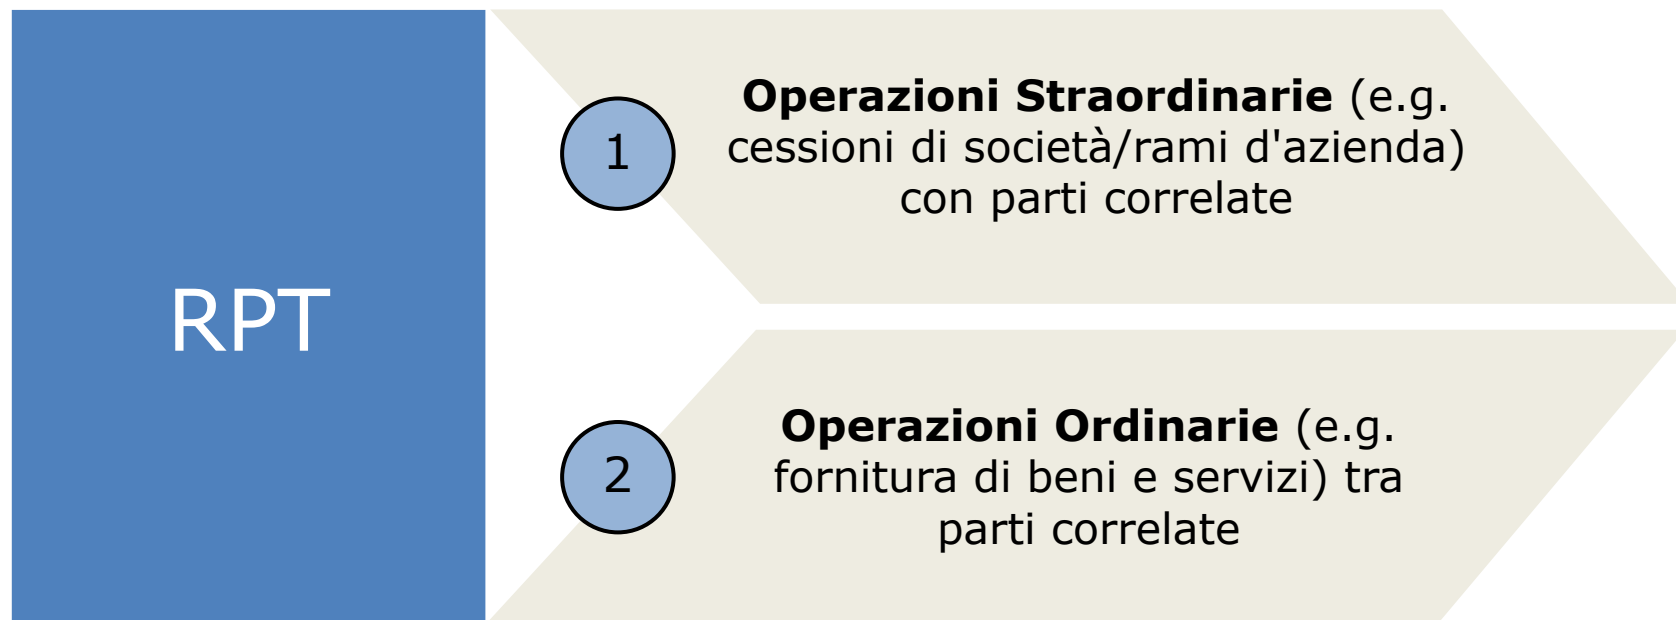 RPT
1
Operazioni Straordinarie (e.g.
cessioni di società/rami d'azienda)
con parti correlate
2
Operazioni Ordinarie (e.g.
fornitura di beni e servizi) tra
parti correlate